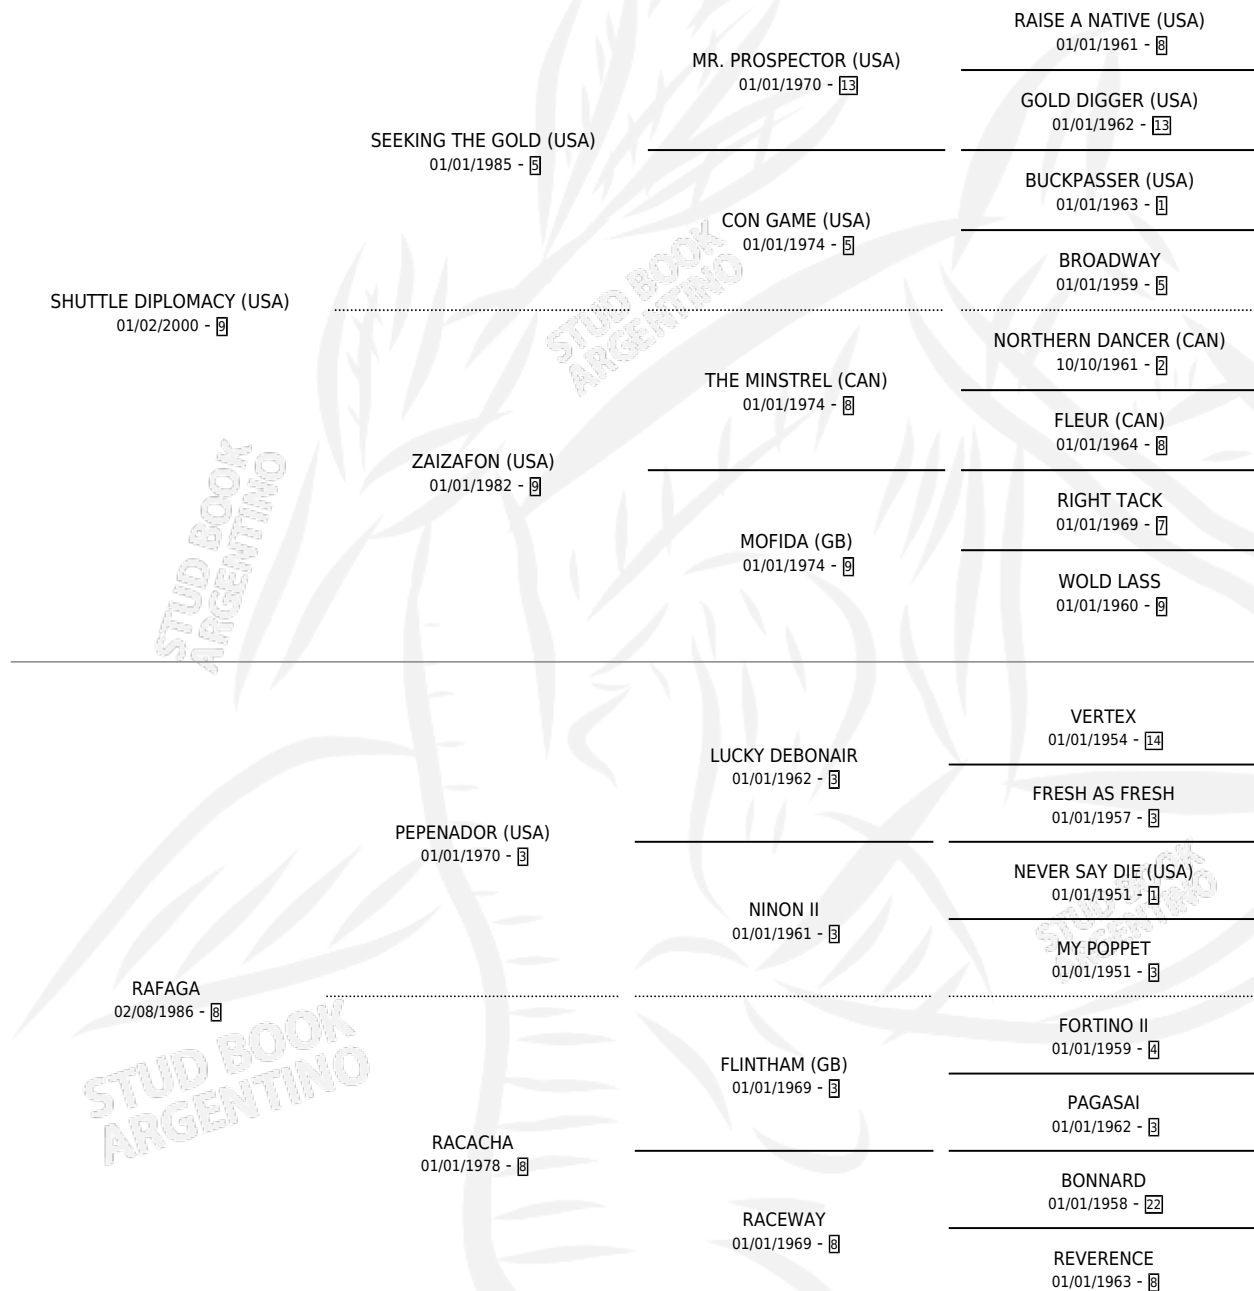 RAISE A NATIVE (USA)
01/01/1961 - 8
MR. PROSPECTOR (USA)
01/01/1970 - 13
GOLD DIGGER (USA)
01/01/1962 - 13
SEEKING THE GOLD (USA)
01/01/1985 - 5
BUCKPASSER (USA)
01/01/1963 - 1
CON GAME (USA)
01/01/1974 - 5
BROADWAY
01/01/1959 - 5
SHUTTLE DIPLOMACY (USA)
01/02/2000 - 9
NORTHERN DANCER (CAN)
10/10/1961 - 2
THE MINSTREL (CAN)
01/01/1974 - 8
FLEUR (CAN)
01/01/1964 - 8
ZAIZAFON (USA)
01/01/1982 - 9
RIGHT TACK
01/01/1969 - 7
MOFIDA (GB)
01/01/1974 - 9
WOLD LASS
01/01/1960 - 9
VERTEX
01/01/1954 - 14
LUCKY DEBONAIR
01/01/1962 - 3
FRESH AS FRESH
01/01/1957 - 3
PEPENADOR (USA)
01/01/1970 - 3
NEVER SAY DIE (USA)
01/01/1951 - 1
NINON II
01/01/1961 - 3
MY POPPET
01/01/1951 - 3
RAFAGA
02/08/1986 - 8
FORTINO II
01/01/1959 - 4
FLINTHAM (GB)
01/01/1969 - 3
PAGASAI
01/01/1962 - 3
RACACHA
01/01/1978 - 8
BONNARD
01/01/1958 - 22
RACEWAY
01/01/1969 - 8
REVERENCE
01/01/1963 - 8
STUD BOOK
ARGENTINO
STUD BOOK
ARGENTINO
STUD BOOK
ARGENTINO
STUD BOOK
ARGENTINO